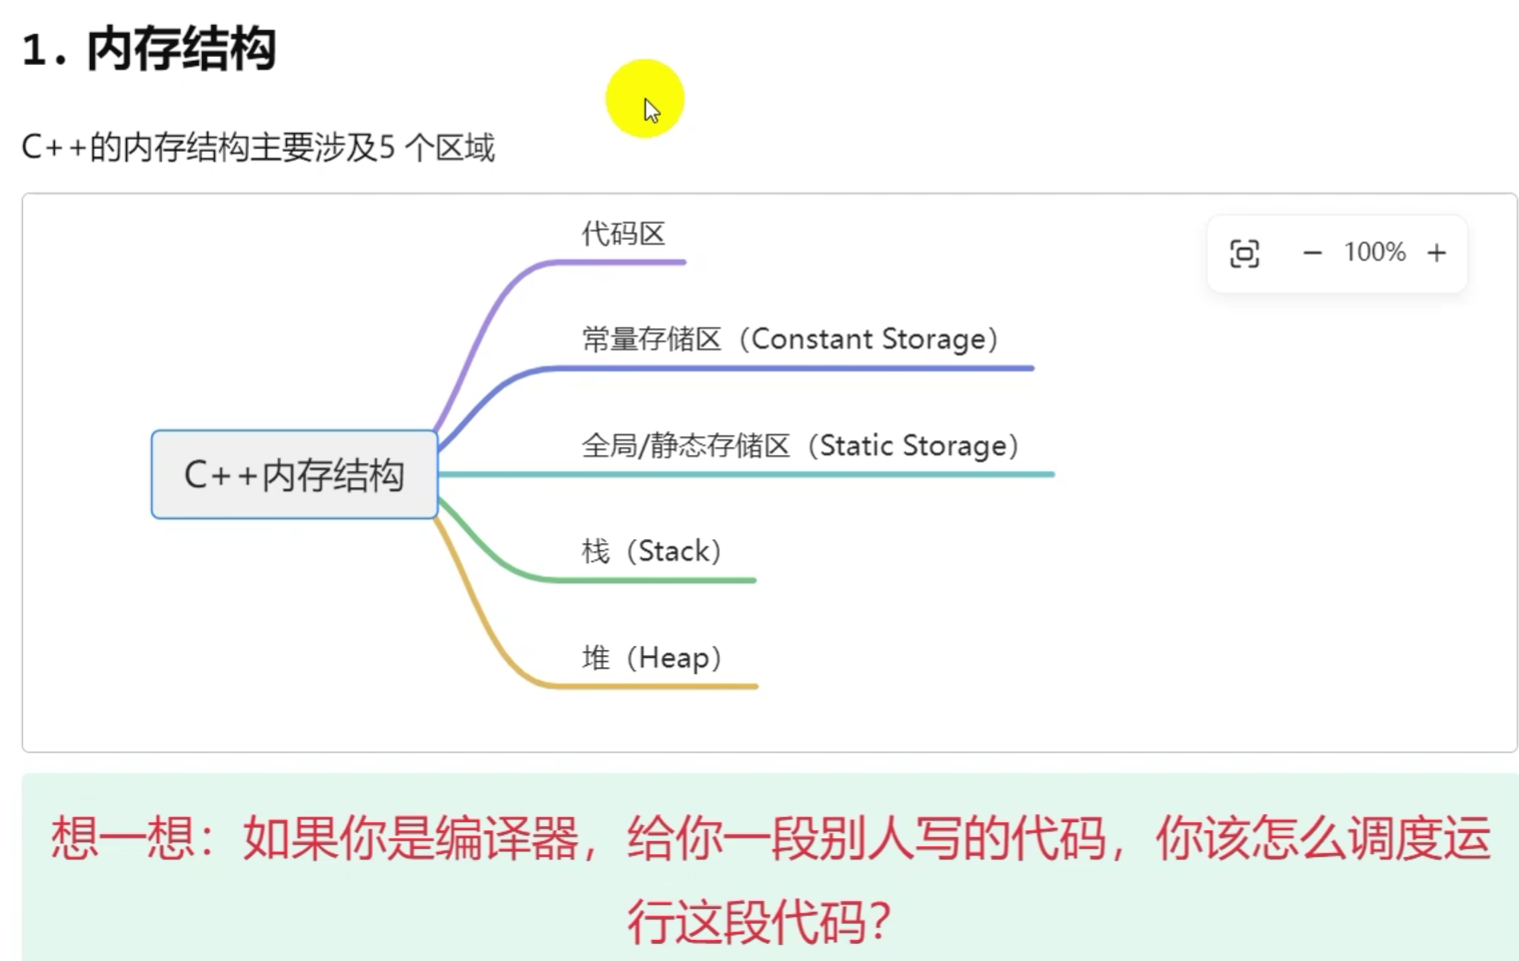 1. 内存结构
C++的内存结构主要涉及5 个区域
代码区
100%
常量存储区（Constant Storage）
全局/静态存储区（Static Storage）
C++内存结构
栈（Stack）
堆（Heap）
想一想：如果你是编译器，给你一段别人写的代码，你该怎么调度运
行这段代码？